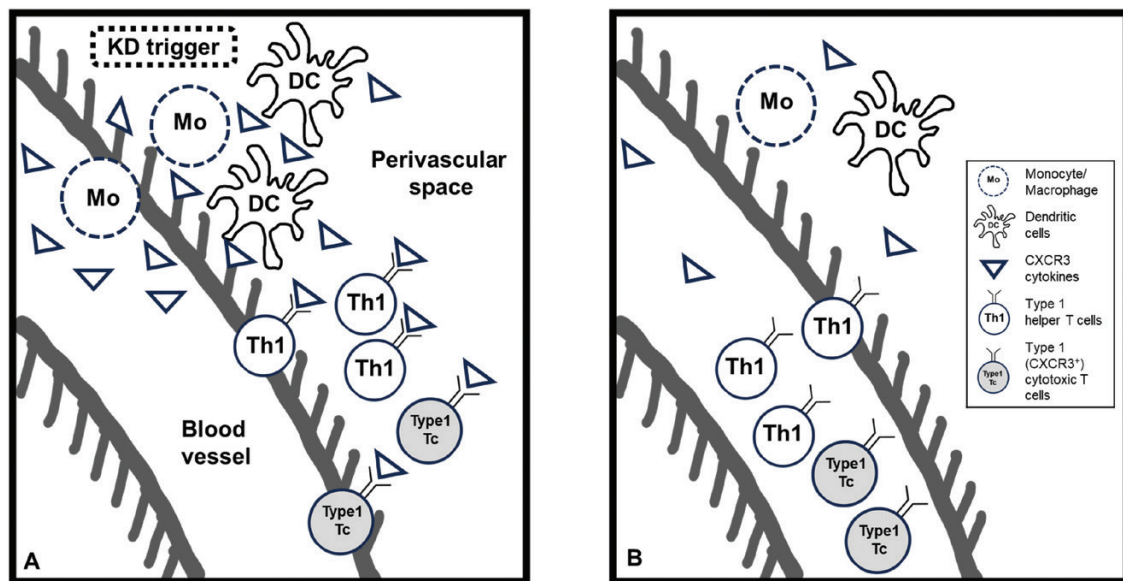 KD trigger
DC
Mo
Mo
DC
Perivascular
space
Th1
Th1
Th1
Type1
Tc
Blood
vessel
Type1
Tc
A
Mo
DC
Th1
Th1
Th1
Type1
Tc
Type1
Tc
B
Mo
Monocyte/
Macrophage
DC
Dendritic
cells
CXCR3
cytokines
Th1
Type 1
helper T cells
Type1
Tc
Type 1
(CXCR3⁺)
cytotoxic T
cells